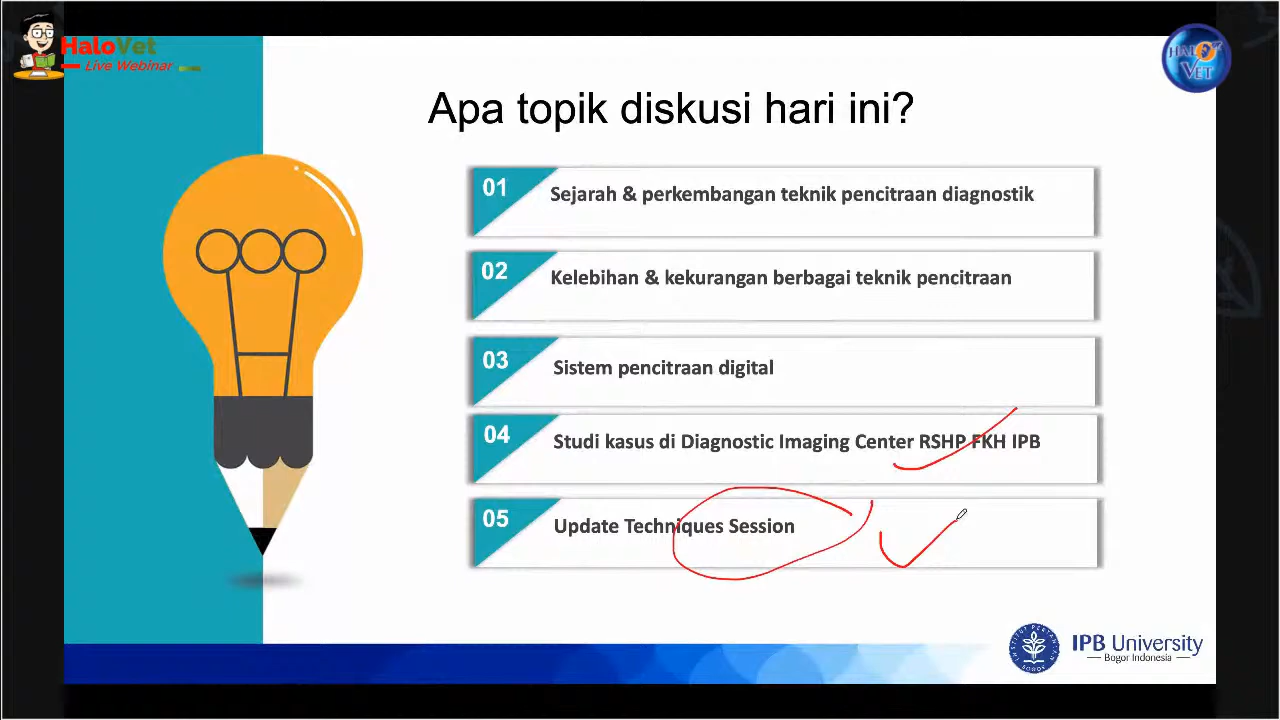 HaloVet
Live Webinar
HALO VET
Apa topik diskusi hari ini?
01
Sejarah & perkembangan teknik pencitraan diagnostik
02
Kelebihan & kekurangan berbagai teknik pencitraan
03
Sistem pencitraan digital
04
Studi kasus di Diagnostic Imaging Center RSHP FKH IPB
05
Update Techniques Session
IPB University
Bogor Indonesia